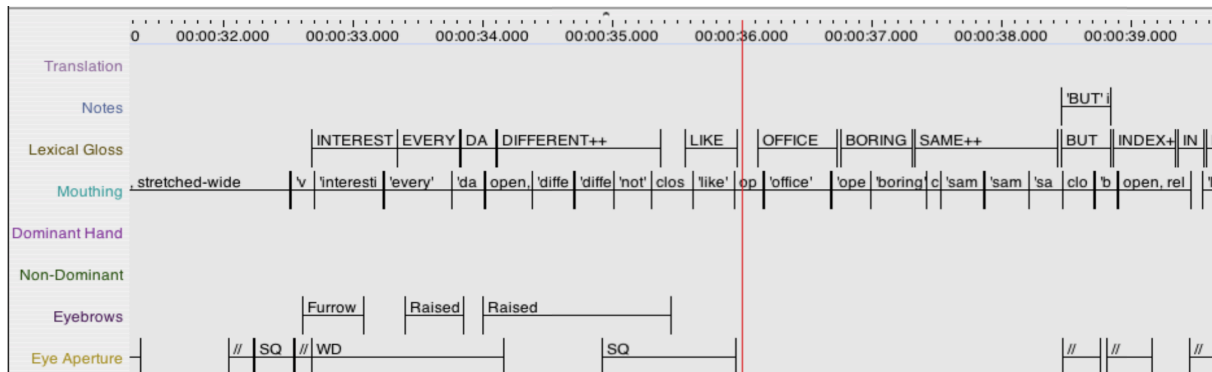 0 00:00:32.000 00:00:33.000 00:00:34.000 00:00:35.000 00:00:36.000 00:00:37.000 00:00:38.000 00:00:39.000
Translation
Notes 'BUT' i
Lexical Gloss INTEREST EVERY DA DIFFERENT++ LIKE OFFICE BORING SAME++ BUT INDEX+ IN
Mouthing , stretched-wide 'v 'interesti 'every' 'da open, 'diffe 'diffe 'not' clos 'like' op 'office' 'ope 'boring' c 'sam 'sam 'sa clo 'b open, rel
Dominant Hand
Non-Dominant
Eyebrows Furrow Raised Raised
Eye Aperture // SQ // WD SQ // // //